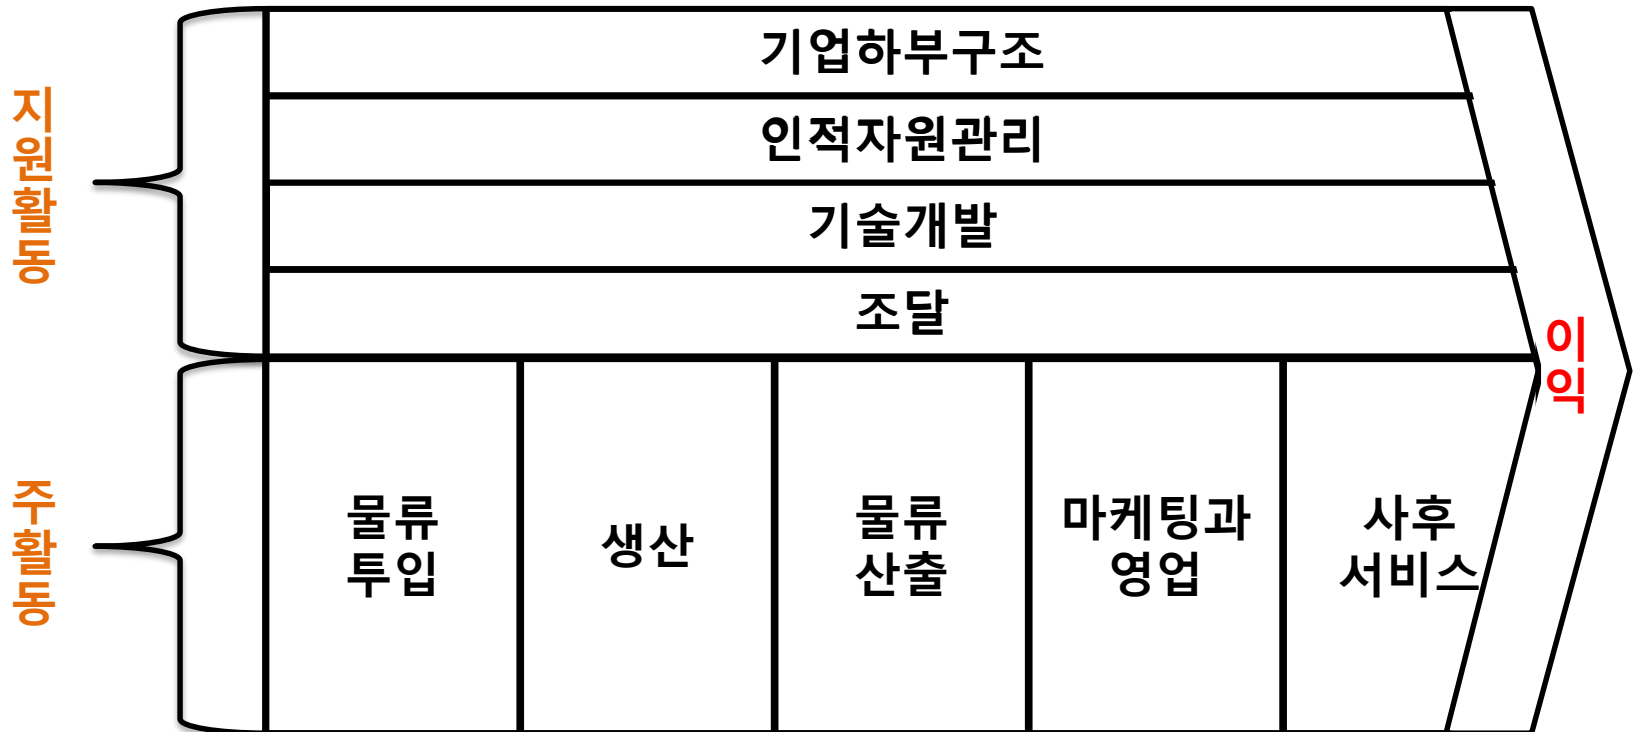 지원활동
기업하부구조
인적자원관리
기술개발
조달
이익
주활동
물류
투입
생산
물류
산출
마케팅과
영업
사후
서비스